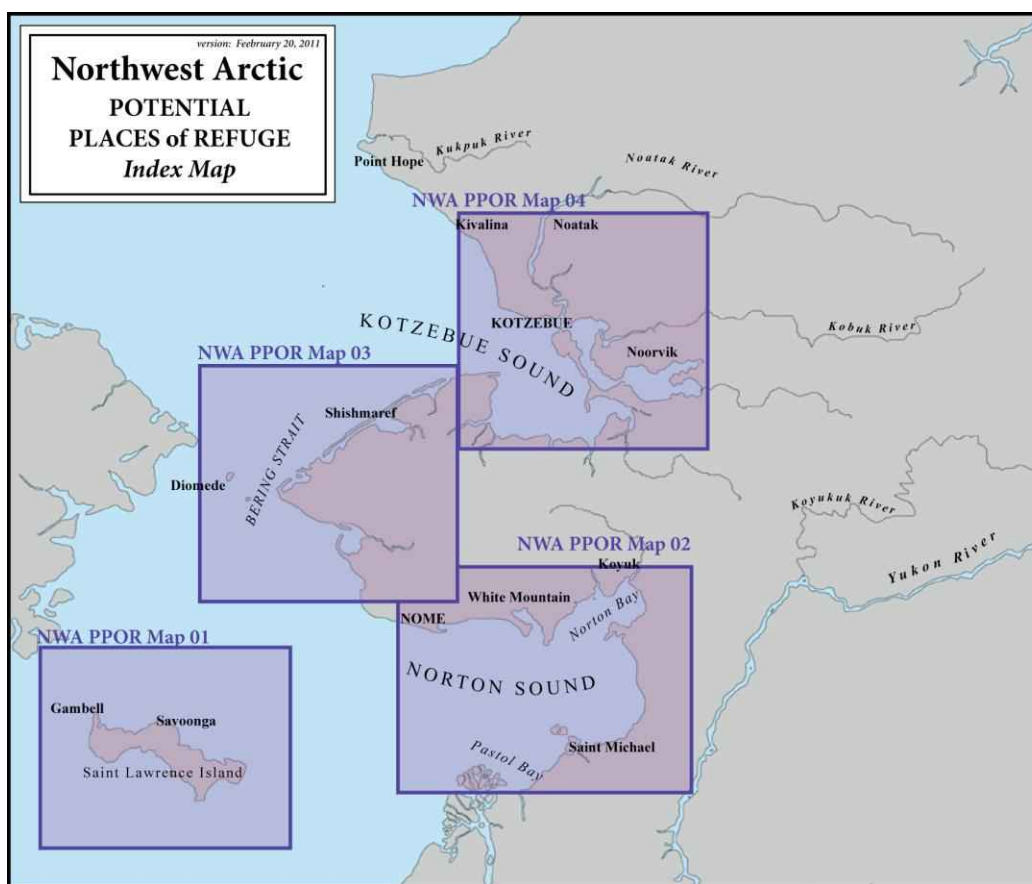 version: Feebruary 20, 2011
Northwest Arctic
POTENTIAL
PLACES of REFUGE
Index Map
Point Hope
Kukpuk River
Noatak River
NWA PPOR Map 04
Kivalina
Noatak
KOTZEBUE
KOTZEBUE SOUND
Kobuk River
Noorvik
NWA PPOR Map 03
Shishmaref
BERING STRAIT
Diomede
Koyukuk River
Yukon River
NWA PPOR Map 02
Koyuk
White Mountain
Norton Bay
NOME
NORTON SOUND
NWA PPOR Map 01
Gambell
Savoonga
Saint Lawrence Island
Pastol Bay
Saint Michael